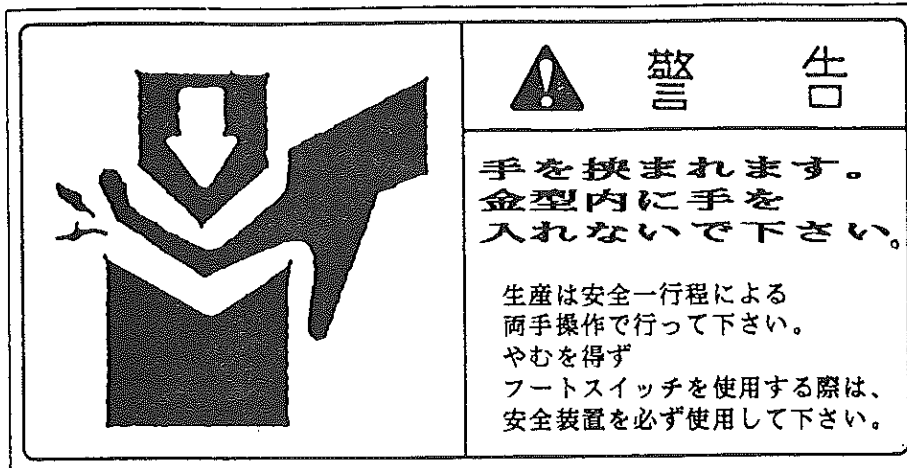 警告
手を挟まれます。
金型内に手を
入れないで下さい。
生産は安全一行程による
両手操作で行って下さい。
やむを得ず
フートスイッチを使用する際は、
安全装置を必ず使用して下さい。